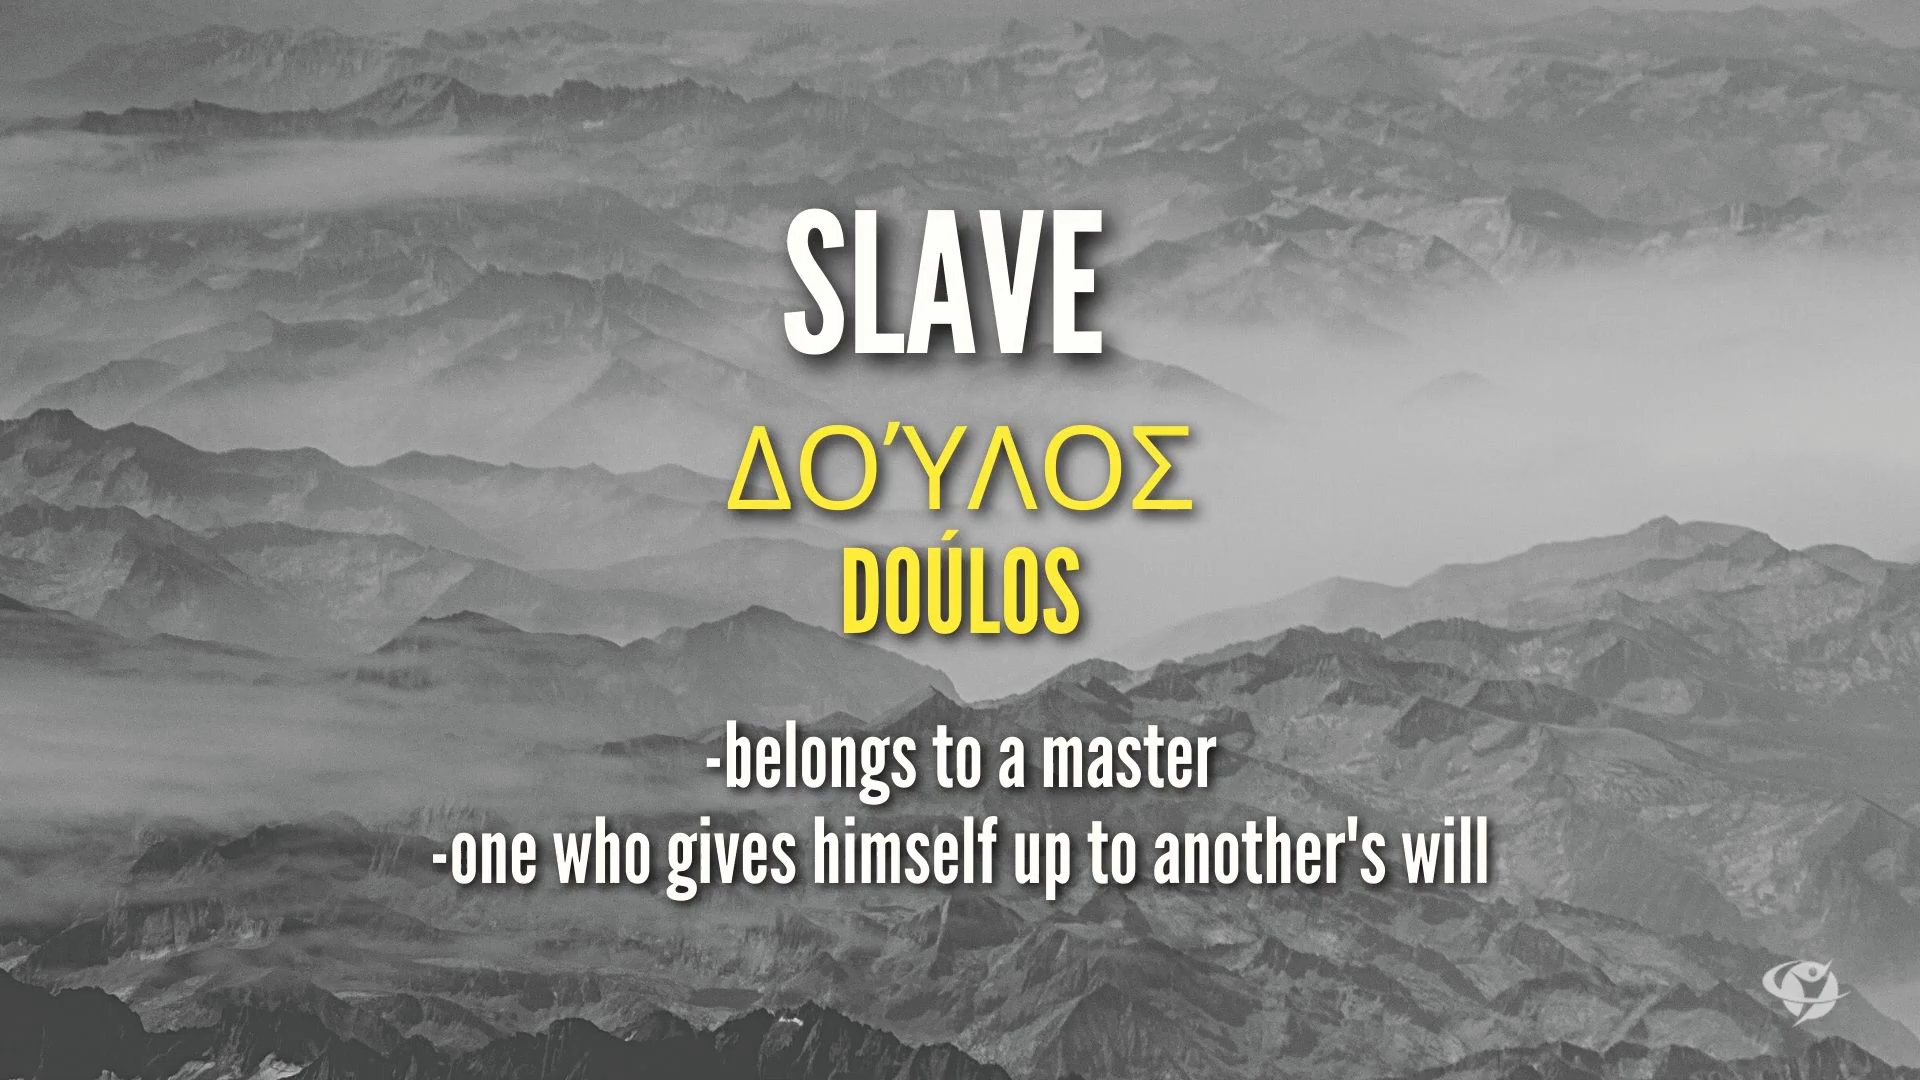 SLAVE
ΔΟΎΛΟΣ
DOÚLOS
-belongs to a master
-one who gives himself up to another's will